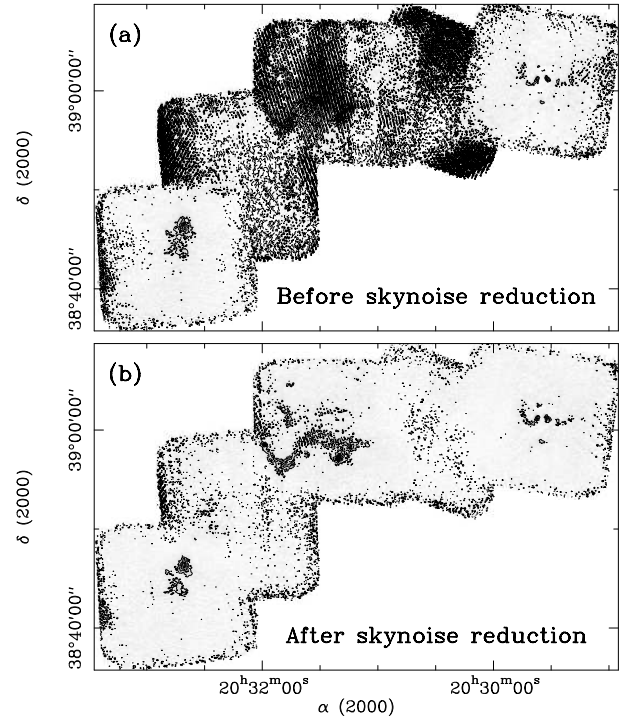 (a)
δ (2000)
39°00'00''
38°40'00''
Before skynoise reduction
(b)
δ (2000)
39°00'00''
38°40'00''
After skynoise reduction
20ʰ32ᵐ00ˢ 20ʰ30ᵐ00ˢ
α (2000)